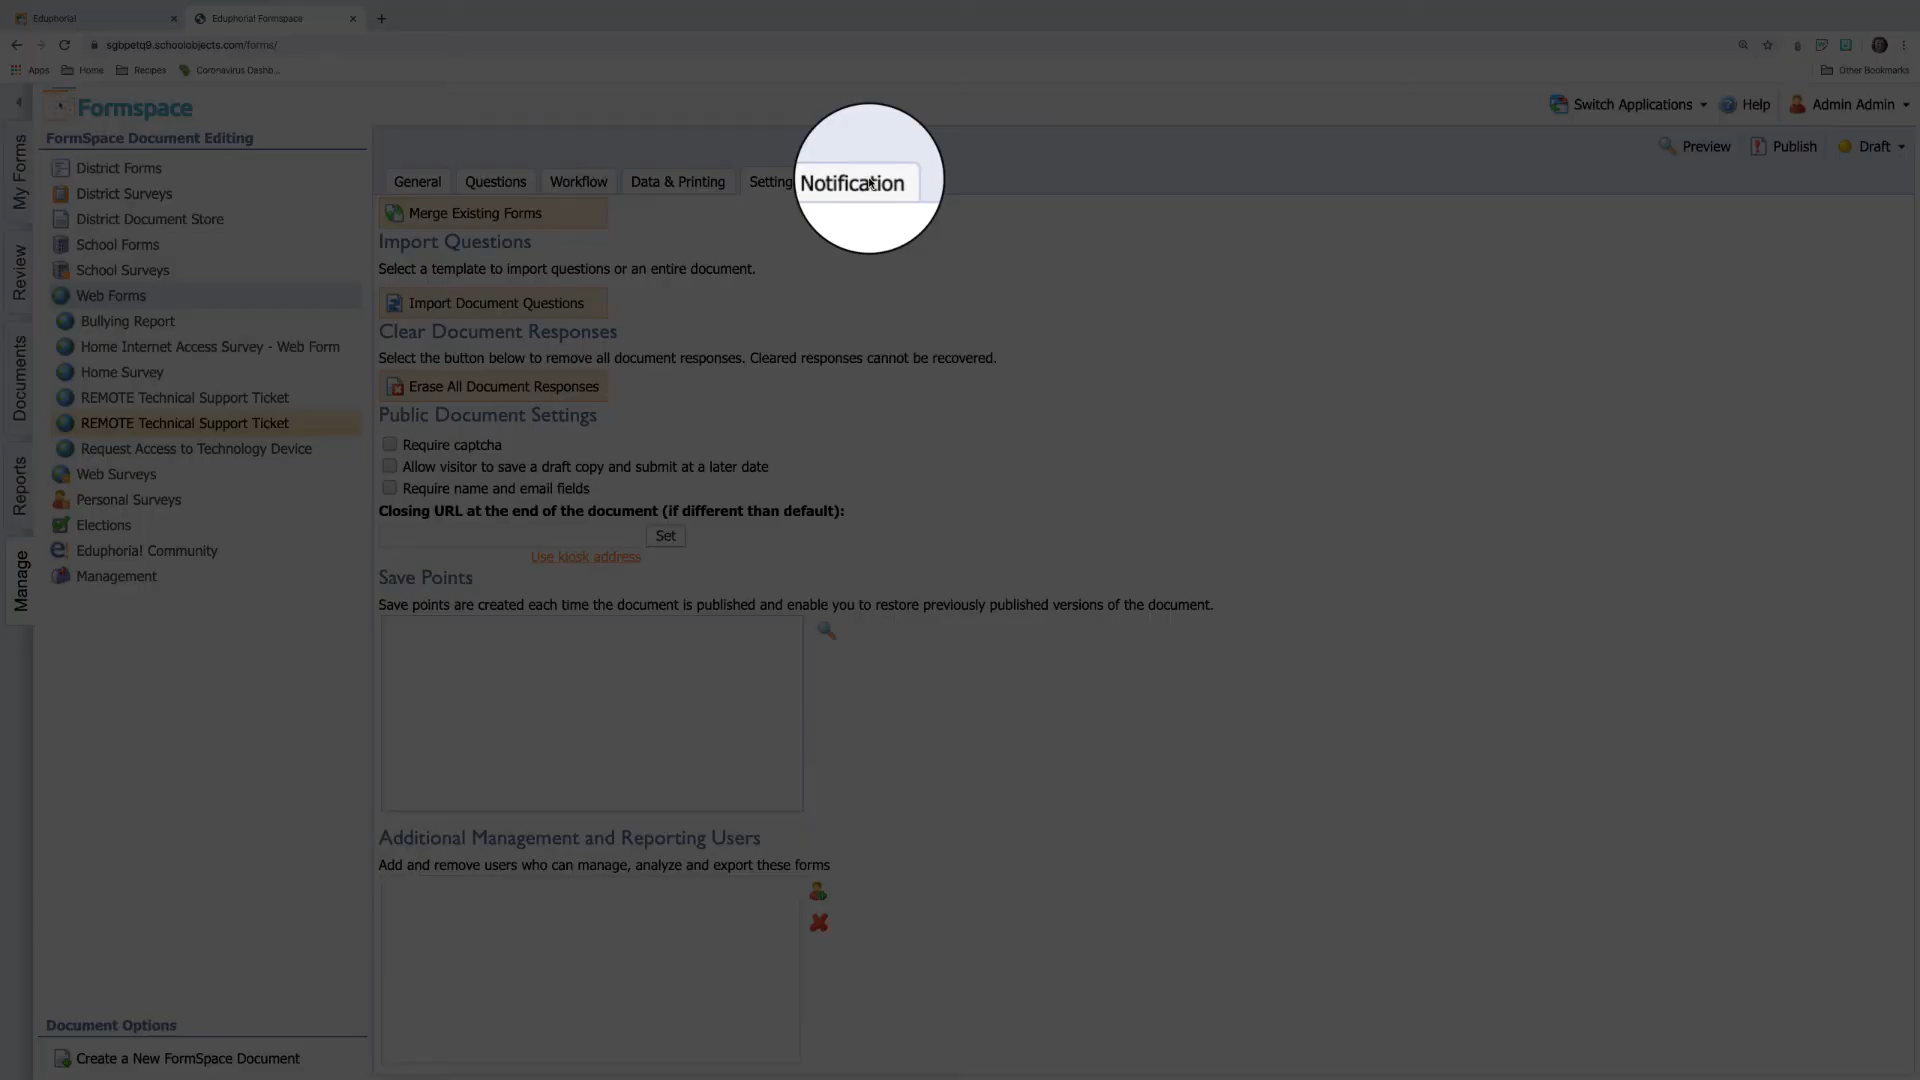 Eduphoria!
Eduphoria! Formspace
sgbpetq9.schoolobjects.com/forms/
Apps
Home
Recipes
Coronavirus Dashb...
Other Bookmarks
Formspace
Switch Applications
Help
Admin Admin
FormSpace Document Editing
Preview
Publish
Draft
My Forms
Review
Documents
Reports
Manage
District Forms
District Surveys
District Document Store
School Forms
School Surveys
Web Forms
Bullying Report
Home Internet Access Survey - Web Form
Home Survey
REMOTE Technical Support Ticket
REMOTE Technical Support Ticket
Request Access to Technology Device
Web Surveys
Personal Surveys
Elections
Eduphoria! Community
Management
Document Options
Create a New FormSpace Document
General
Questions
Workflow
Data & Printing
Setting
Notification
Merge Existing Forms
Import Questions
Select a template to import questions or an entire document.
Import Document Questions
Clear Document Responses
Select the button below to remove all document responses. Cleared responses cannot be recovered.
Erase All Document Responses
Public Document Settings
Require captcha
Allow visitor to save a draft copy and submit at a later date
Require name and email fields
Closing URL at the end of the document (if different than default):
Set
Use kiosk address
Save Points
Save points are created each time the document is published and enable you to restore previously published versions of the document.
Additional Management and Reporting Users
Add and remove users who can manage, analyze and export these forms